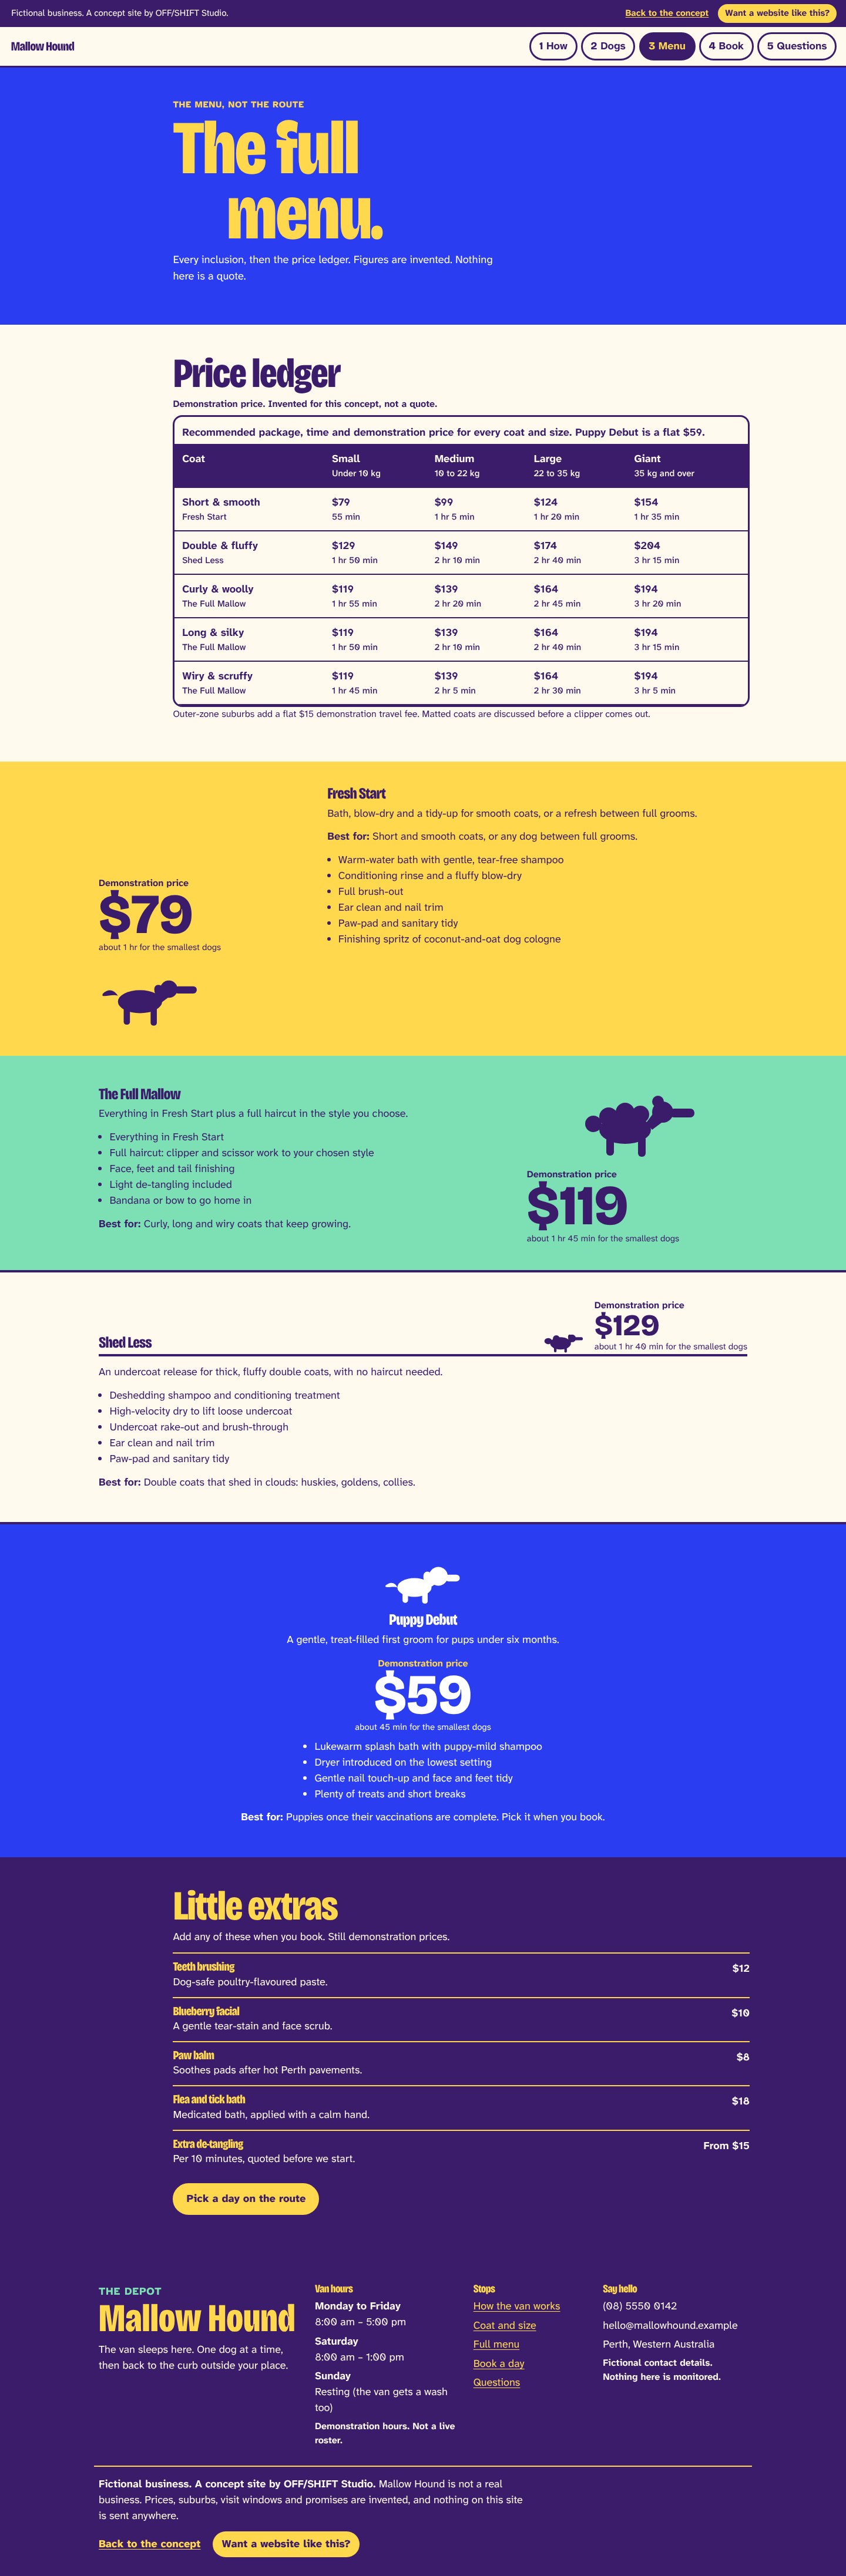 Fictional business. A concept site by OFF/SHIFT Studio.
Back to the concept
Want a website like this?
Mallow Hound
1 How
2 Dogs
3 Menu
4 Book
5 Questions
THE MENU, NOT THE ROUTE
The full
menu.
Every inclusion, then the price ledger. Figures are invented. Nothing
here is a quote.
Price ledger
Demonstration price. Invented for this concept, not a quote.
Recommended package, time and demonstration price for every coat and size. Puppy Debut is a flat $59.
Coat Small Medium Large Giant
Under 10 kg 10 to 22 kg 22 to 35 kg 35 kg and over
Short & smooth $79 $99 $124 $154
Fresh Start 55 min 1 hr 5 min 1 hr 20 min 1 hr 35 min
Double & fluffy $129 $149 $174 $204
Shed Less 1 hr 50 min 2 hr 10 min 2 hr 40 min 3 hr 15 min
Curly & woolly $119 $139 $164 $194
The Full Mallow 1 hr 55 min 2 hr 20 min 2 hr 45 min 3 hr 20 min
Long & silky $119 $139 $164 $194
The Full Mallow 1 hr 50 min 2 hr 10 min 2 hr 40 min 3 hr 15 min
Wiry & scruffy $119 $139 $164 $194
The Full Mallow 1 hr 45 min 2 hr 5 min 2 hr 30 min 3 hr 5 min
Outer-zone suburbs add a flat $15 demonstration travel fee. Matted coats are discussed before a clipper comes out.
Demonstration price
$79
about 1 hr for the smallest dogs
Fresh Start
Bath, blow-dry and a tidy-up for smooth coats, or a refresh between full grooms.
Best for: Short and smooth coats, or any dog between full grooms.
• Warm-water bath with gentle, tear-free shampoo
• Conditioning rinse and a fluffy blow-dry
• Full brush-out
• Ear clean and nail trim
• Paw-pad and sanitary tidy
• Finishing spritz of coconut-and-oat dog cologne
The Full Mallow
Everything in Fresh Start plus a full haircut in the style you choose.
• Everything in Fresh Start
• Full haircut: clipper and scissor work to your chosen style
• Face, feet and tail finishing
• Light de-tangling included
• Bandana or bow to go home in
Best for: Curly, long and wiry coats that keep growing.
Demonstration price
$119
about 1 hr 45 min for the smallest dogs
Shed Less
Demonstration price
$129
about 1 hr 40 min for the smallest dogs
An undercoat release for thick, fluffy double coats, with no haircut needed.
• Deshedding shampoo and conditioning treatment
• High-velocity dry to lift loose undercoat
• Undercoat rake-out and brush-through
• Ear clean and nail trim
• Paw-pad and sanitary tidy
Best for: Double coats that shed in clouds: huskies, goldens, collies.
Puppy Debut
A gentle, treat-filled first groom for pups under six months.
Demonstration price
$59
about 45 min for the smallest dogs
• Lukewarm splash bath with puppy-mild shampoo
• Dryer introduced on the lowest setting
• Gentle nail touch-up and face and feet tidy
• Plenty of treats and short breaks
Best for: Puppies once their vaccinations are complete. Pick it when you book.
Little extras
Add any of these when you book. Still demonstration prices.
Teeth brushing $12
Dog-safe poultry-flavoured paste.
Blueberry facial $10
A gentle tear-stain and face scrub.
Paw balm $8
Soothes pads after hot Perth pavements.
Flea and tick bath $18
Medicated bath, applied with a calm hand.
Extra de-tangling From $15
Per 10 minutes, quoted before we start.
Pick a day on the route
THE DEPOT
Mallow Hound
The van sleeps here. One dog at a time,
then back to the curb outside your place.
Van hours
Monday to Friday
8:00 am – 5:00 pm
Saturday
8:00 am – 1:00 pm
Sunday
Resting (the van gets a wash
too)
Demonstration hours. Not a live
roster.
Stops
How the van works
Coat and size
Full menu
Book a day
Questions
Say hello
(08) 5550 0142
hello@mallowhound.example
Perth, Western Australia
Fictional contact details.
Nothing here is monitored.
Fictional business. A concept site by OFF/SHIFT Studio. Mallow Hound is not a real
business. Prices, suburbs, visit windows and promises are invented, and nothing on this site
is sent anywhere.
Back to the concept
Want a website like this?